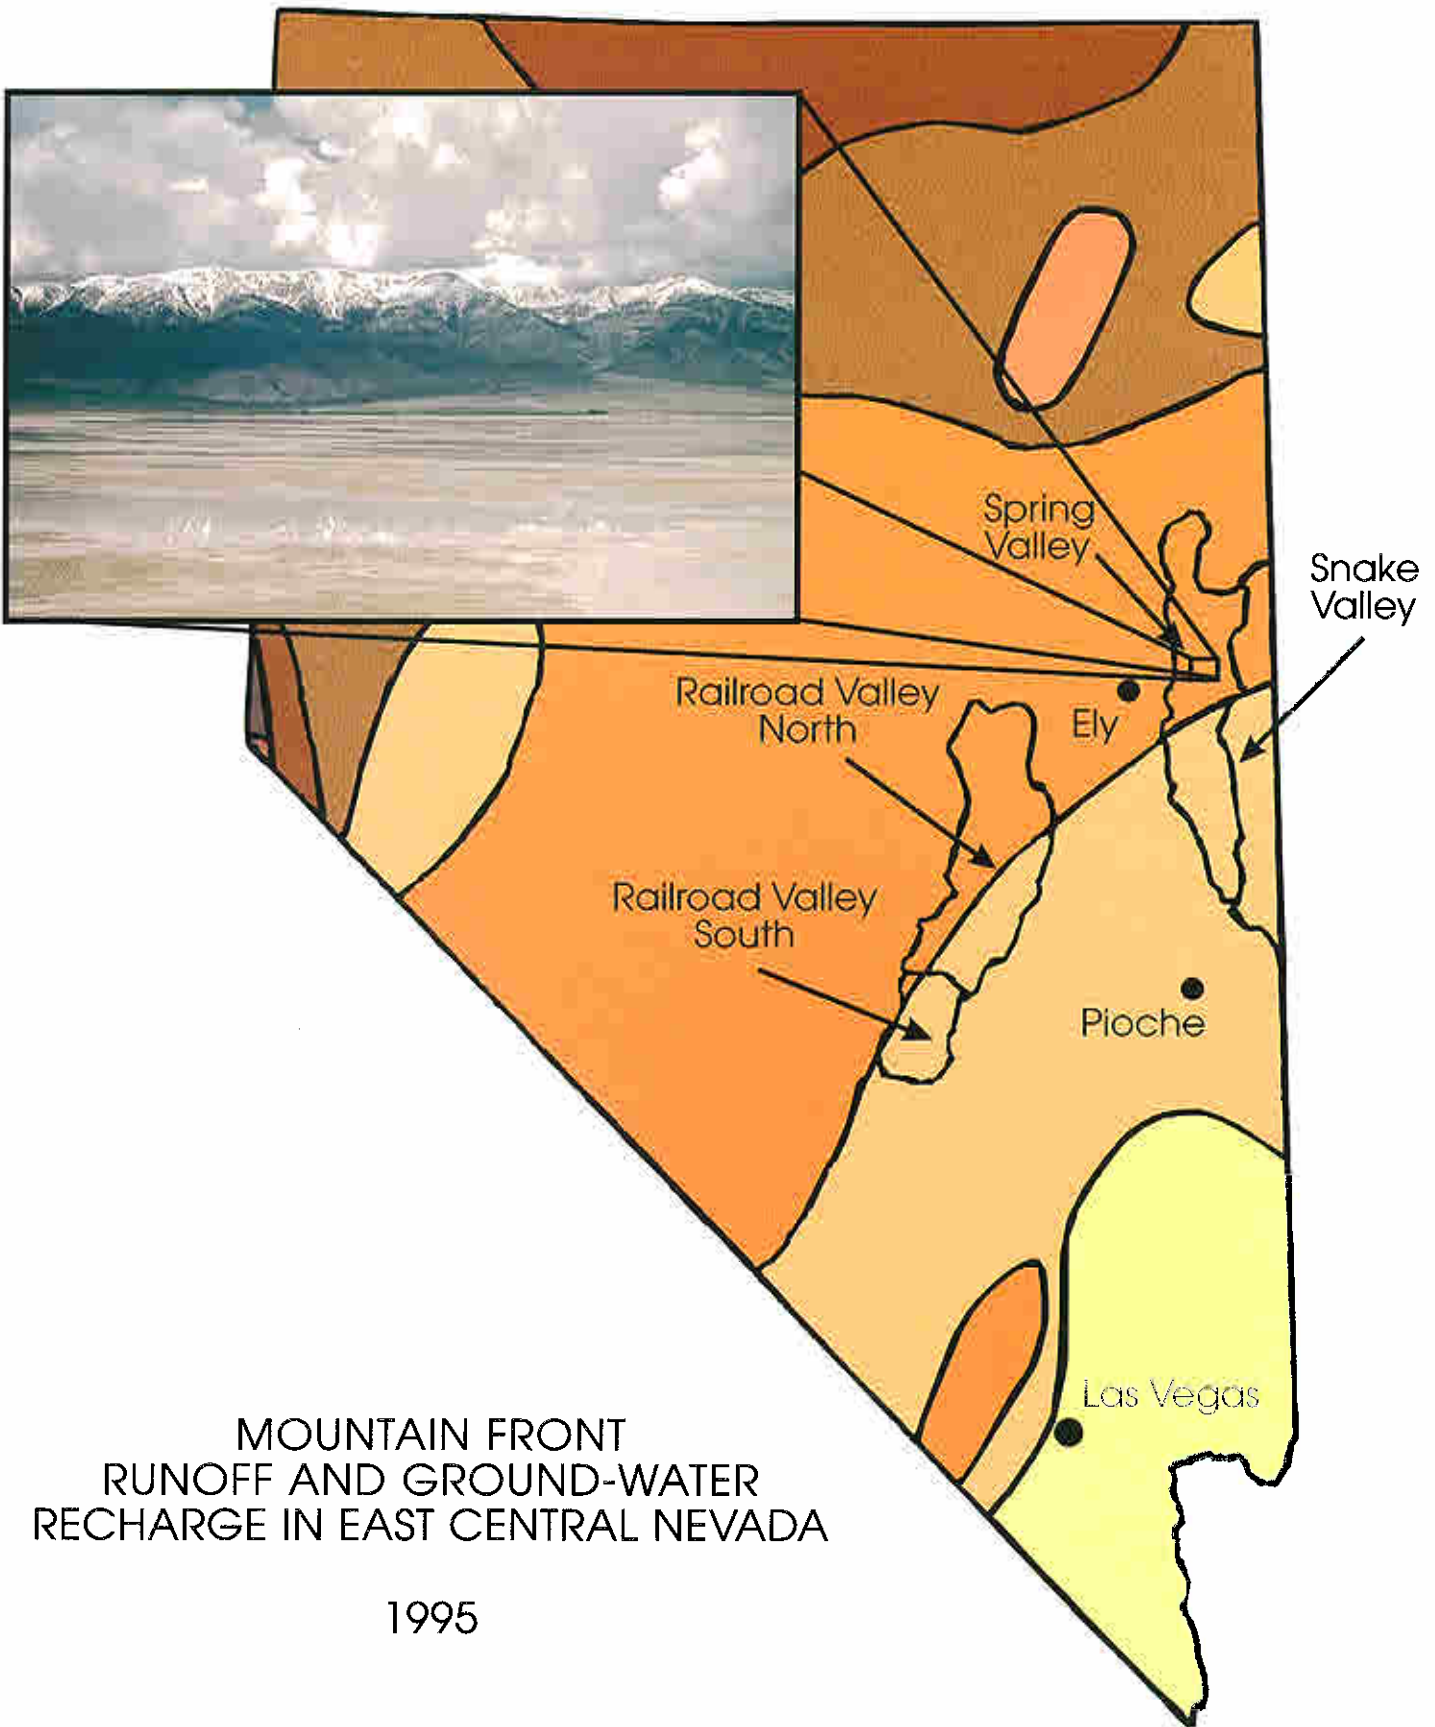 Spring
Valley
Snake
Valley
Railroad Valley
North
Ely
Railroad Valley
South
Pioche
Las Vegas
MOUNTAIN FRONT
RUNOFF AND GROUND-WATER
RECHARGE IN EAST CENTRAL NEVADA
1995